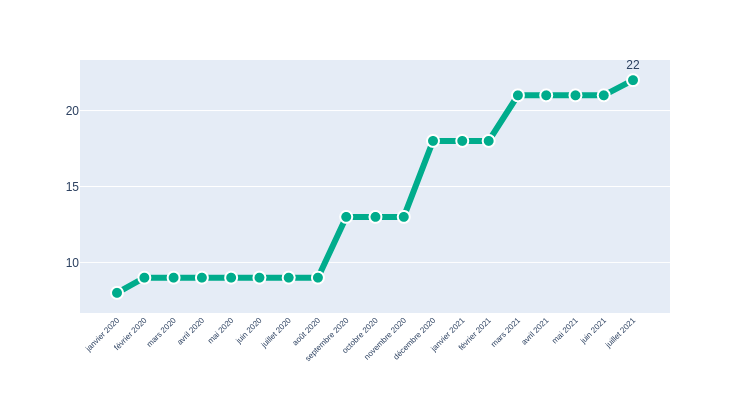 22
20
15
10
janvier 2020
février 2020
mars 2020
avril 2020
mai 2020
juin 2020
juillet 2020
août 2020
septembre 2020
octobre 2020
novembre 2020
décembre 2020
janvier 2021
février 2021
mars 2021
avril 2021
mai 2021
juin 2021
juillet 2021